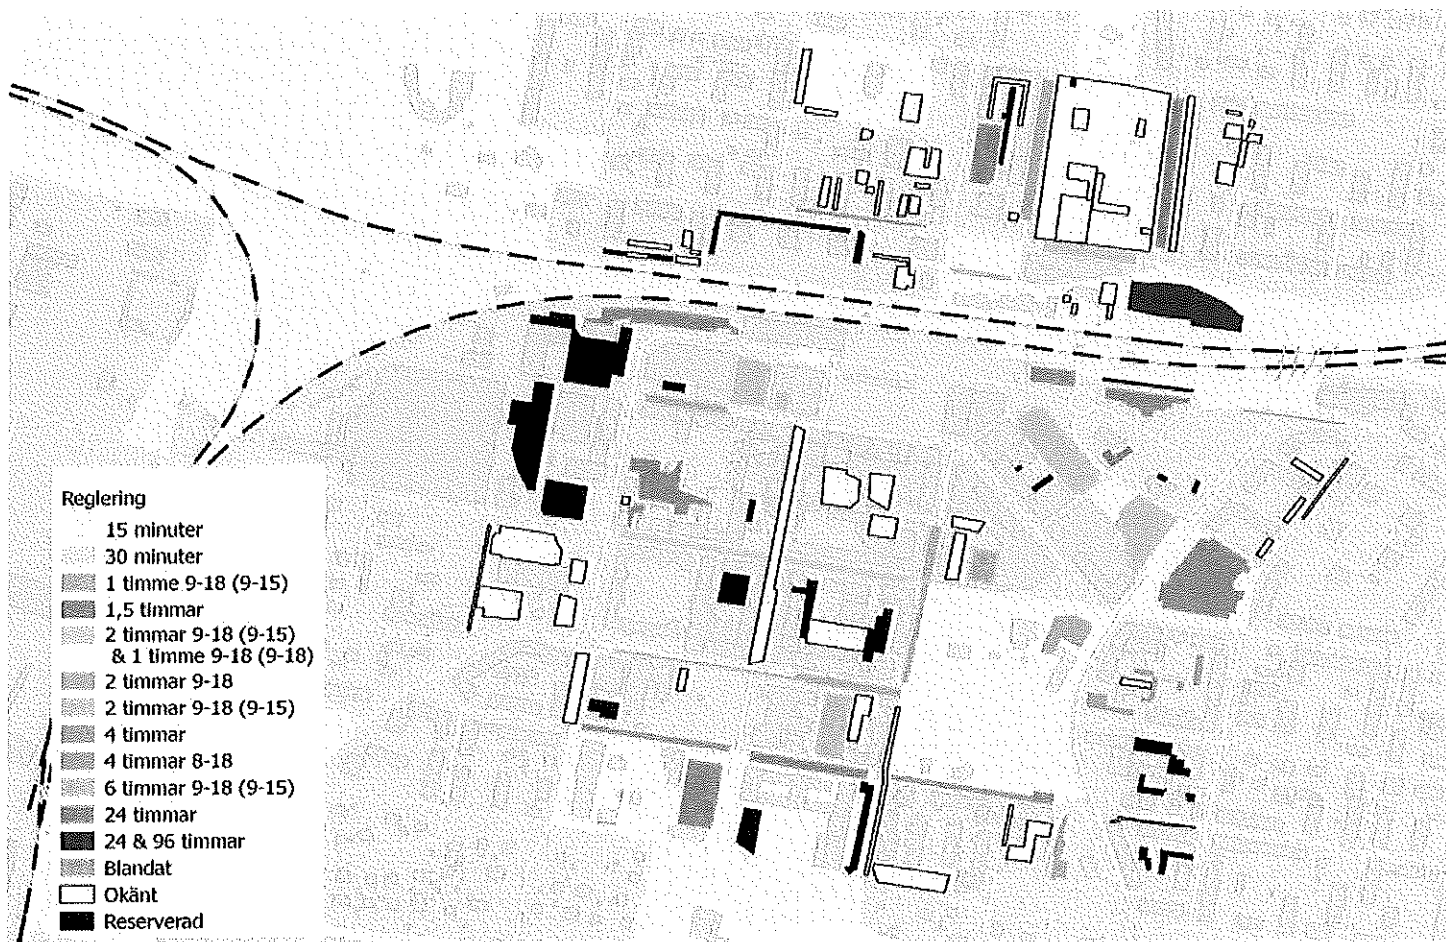 Reglering
15 minuter
30 minuter
1 timme 9-18 (9-15)
1,5 timmar
2 timmar 9-18 (9-15)
& 1 timme 9-18 (9-18)
2 timmar 9-18
2 timmar 9-18 (9-15)
4 timmar
4 timmar 8-18
6 timmar 9-18 (9-15)
24 timmar
24 & 96 timmar
Blandat
Okänt
Reserverad